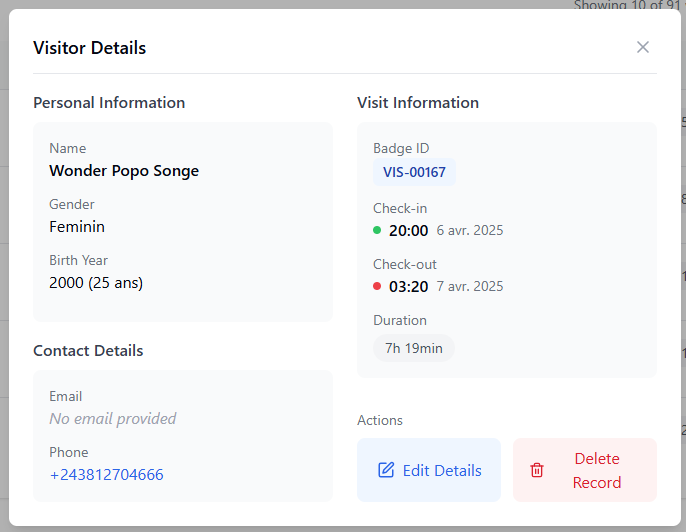 Showing 10 of 91
Visitor Details
Personal Information
Name
Wonder Popo Songe
Gender
Feminin
Birth Year
2000 (25 ans)
Contact Details
Email
No email provided
Phone
+243812704666
Visit Information
Badge ID
VIS-00167
Check-in
20:00 6 avr. 2025
Check-out
03:20 7 avr. 2025
Duration
7h 19min
Actions
Edit Details
Delete
Record